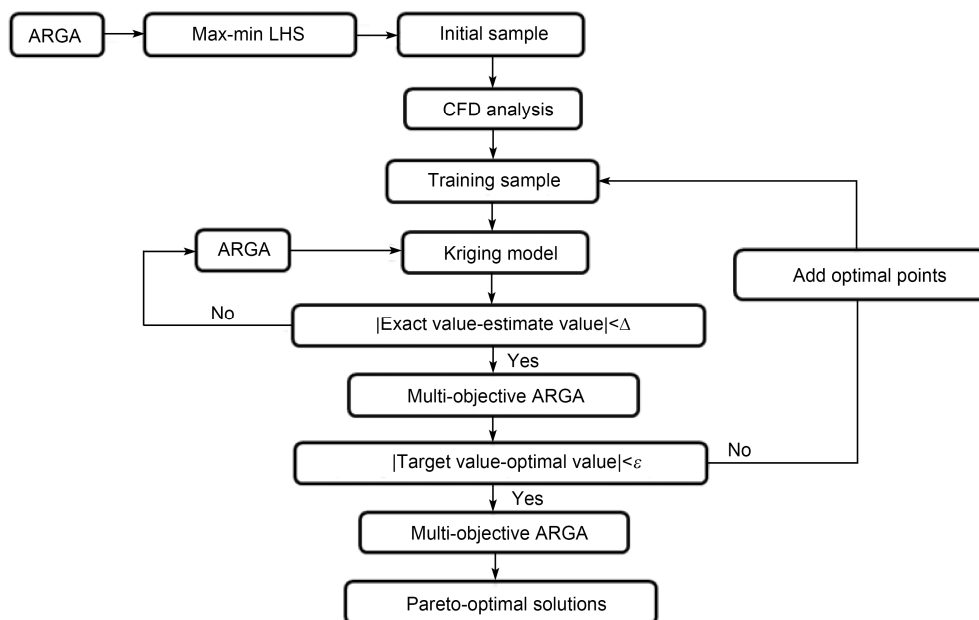 ARGA
Max-min LHS
Initial sample
CFD analysis
Training sample
ARGA
Kriging model
Add optimal points
No
|Exact value-estimate value|<Δ
Yes
Multi-objective ARGA
|Target value-optimal value|<ε
No
Yes
Multi-objective ARGA
Pareto-optimal solutions